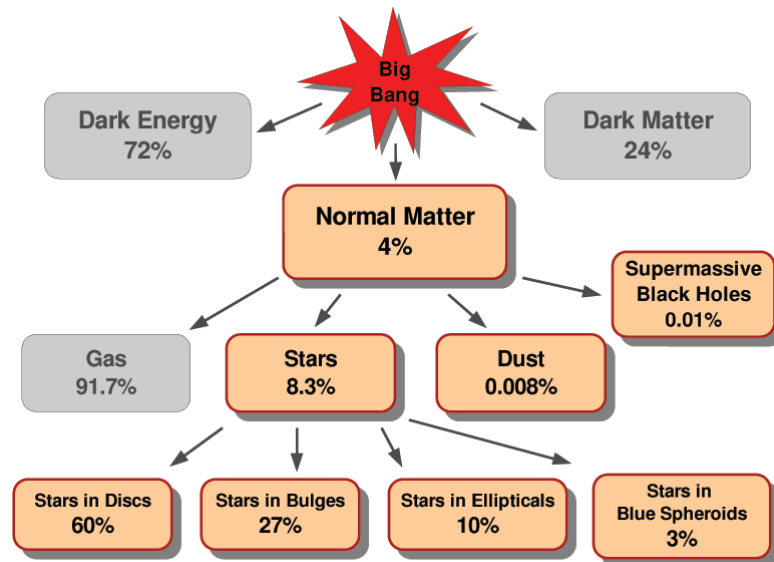 Big
Bang
Dark Energy
72%
Dark Matter
24%
Normal Matter
4%
Supermassive
Black Holes
0.01%
Gas
91.7%
Stars
8.3%
Dust
0.008%
Stars in Discs
60%
Stars in Bulges
27%
Stars in Ellipticals
10%
Stars in
Blue Spheroids
3%